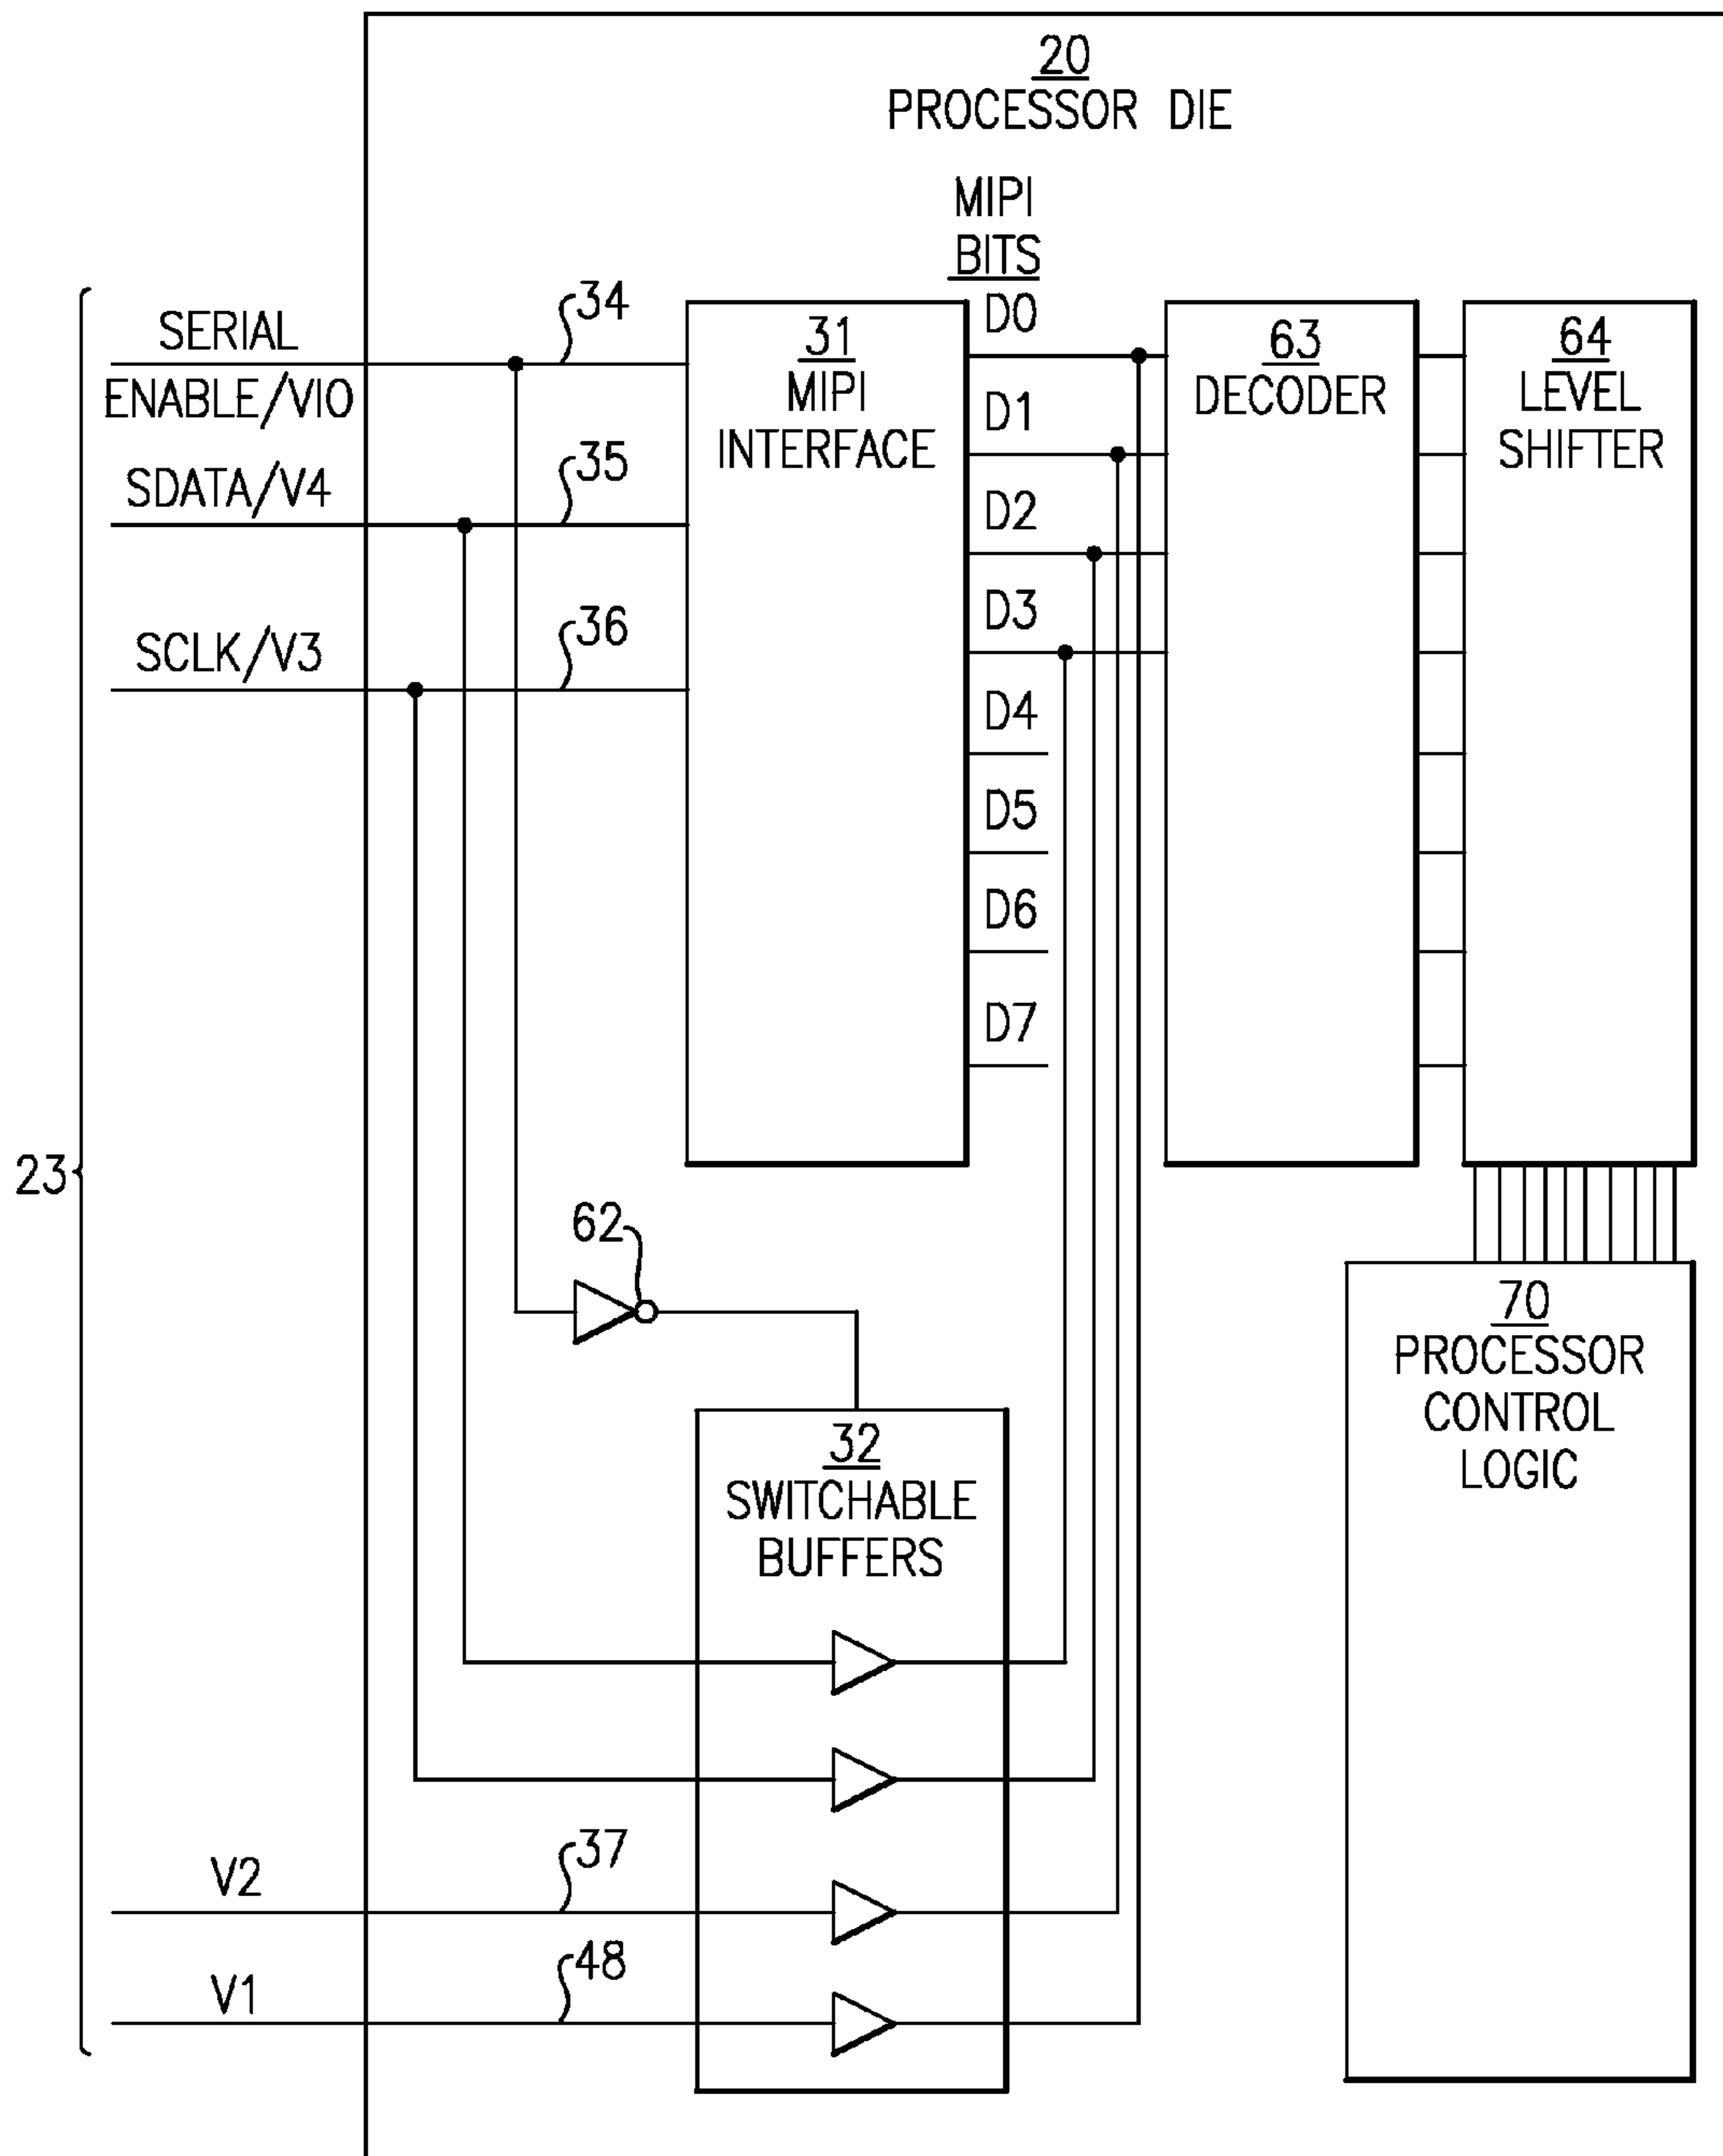 20
PROCESSOR DIE
MIPI
BITS
SERIAL
ENABLE/VIO
34
SDATA/V4
35
SCLK/V3
36
31
MIPI
INTERFACE
D0
D1
D2
D3
D4
D5
D6
D7
63
DECODER
64
LEVEL
SHIFTER
23
62
70
PROCESSOR
CONTROL
LOGIC
32
SWITCHABLE
BUFFERS
V2
37
V1
48